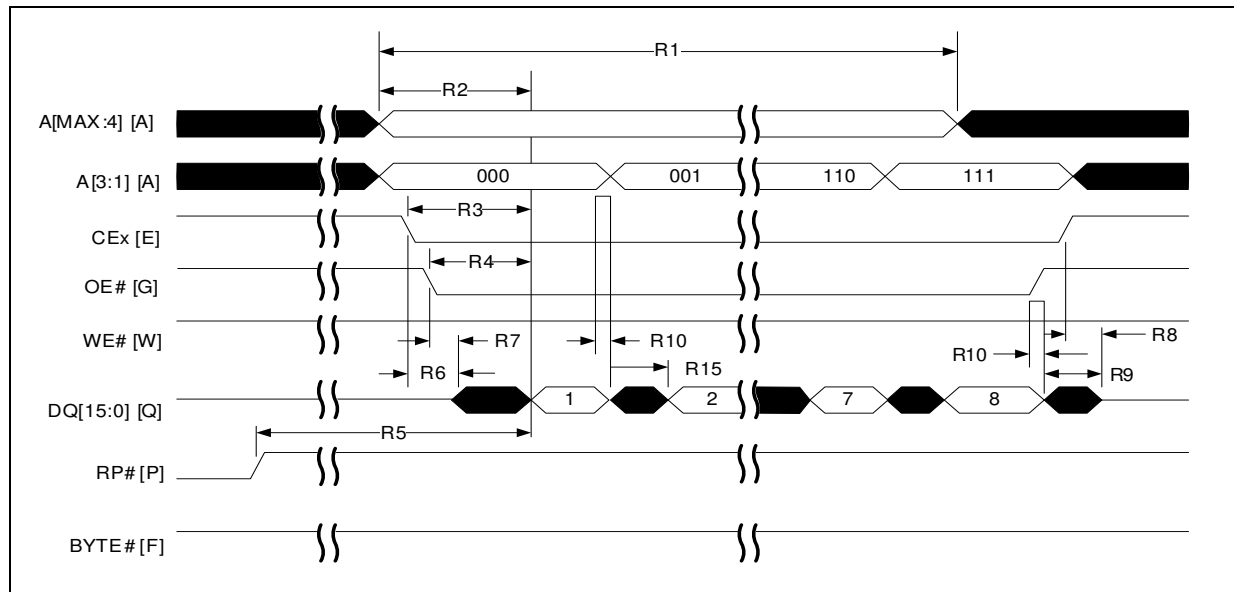 R1
R2
A[MAX:4] [A]
A[3:1] [A]
000
001
110
111
R3
CEx [E]
R4
OE# [G]
WE# [W]
R7
R10
R10
R8
R6
R15
R9
DQ[15:0] [Q]
1
2
7
8
R5
RP# [P]
BYTE# [F]